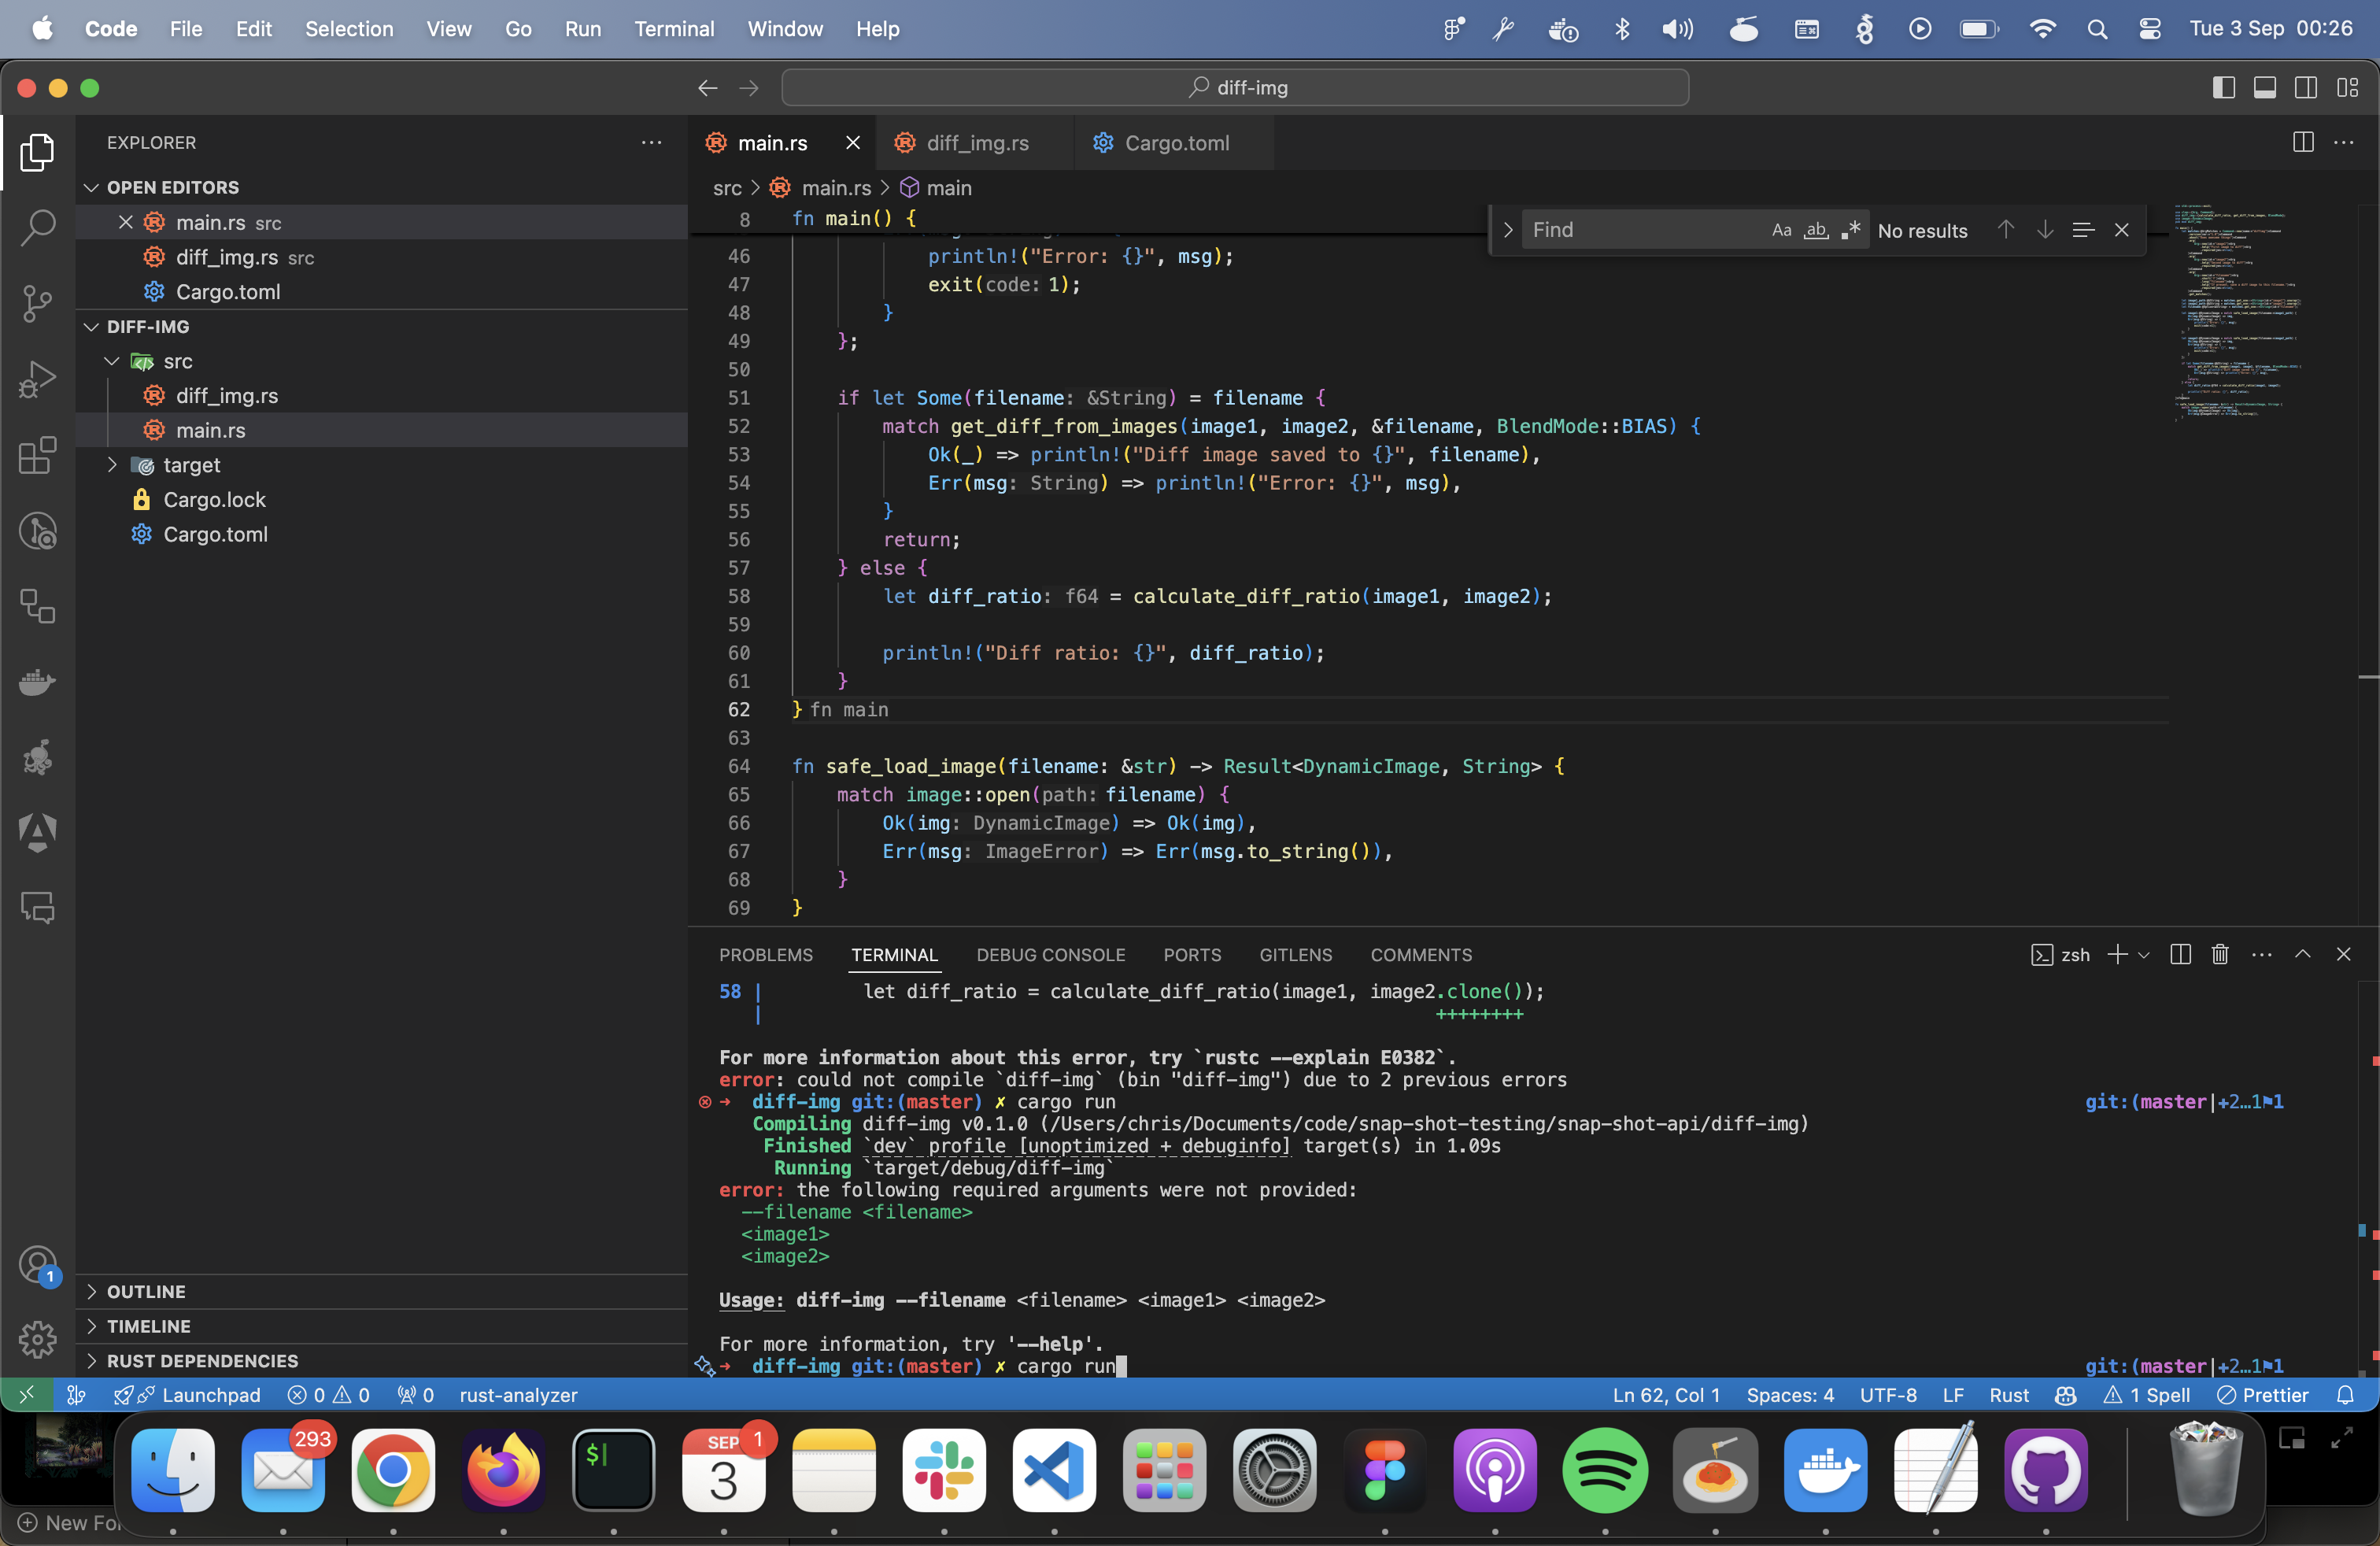 Code File Edit Selection View Go Run Terminal Window Help Tue 3 Sep 00:26
diff-img
EXPLORER
OPEN EDITORS
main.rs src
diff_img.rs src
Cargo.toml
DIFF-IMG
src
diff_img.rs
main.rs
target
Cargo.lock
Cargo.toml
OUTLINE
TIMELINE
RUST DEPENDENCIES
main.rs diff_img.rs Cargo.toml
src > main.rs > main
Find Aa ab .* No results
8 fn main() {
46 println!("Error: {}", msg);
47 exit(code: 1);
48 }
49 };
50
51 if let Some(filename: &String) = filename {
52 match get_diff_from_images(image1, image2, &filename, BlendMode::BIAS) {
53 Ok(_) => println!("Diff image saved to {}", filename),
54 Err(msg: String) => println!("Error: {}", msg),
55 }
56 return;
57 } else {
58 let diff_ratio: f64 = calculate_diff_ratio(image1, image2);
59
60 println!("Diff ratio: {}", diff_ratio);
61 }
62 } fn main
63
64 fn safe_load_image(filename: &str) -> Result<DynamicImage, String> {
65 match image::open(path: filename) {
66 Ok(img: DynamicImage) => Ok(img),
67 Err(msg: ImageError) => Err(msg.to_string()),
68 }
69 }
PROBLEMS TERMINAL DEBUG CONSOLE PORTS GITLENS COMMENTS zsh
58 | let diff_ratio = calculate_diff_ratio(image1, image2.clone());
| ++++++++
For more information about this error, try `rustc --explain E0382`.
error: could not compile `diff-img` (bin "diff-img") due to 2 previous errors
➜ diff-img git:(master) ✗ cargo run git:(master|+2…1⚑1
Compiling diff-img v0.1.0 (/Users/chris/Documents/code/snap-shot-testing/snap-shot-api/diff-img)
Finished `dev` profile [unoptimized + debuginfo] target(s) in 1.09s
Running `target/debug/diff-img`
error: the following required arguments were not provided:
--filename <filename>
<image1>
<image2>
Usage: diff-img --filename <filename> <image1> <image2>
For more information, try '--help'.
➜ diff-img git:(master) ✗ cargo run git:(master|+2…1⚑1
1
Launchpad 0 0 0 rust-analyzer Ln 62, Col 1 Spaces: 4 UTF-8 LF Rust 1 Spell Prettier
293
$
SEP 1
3
New